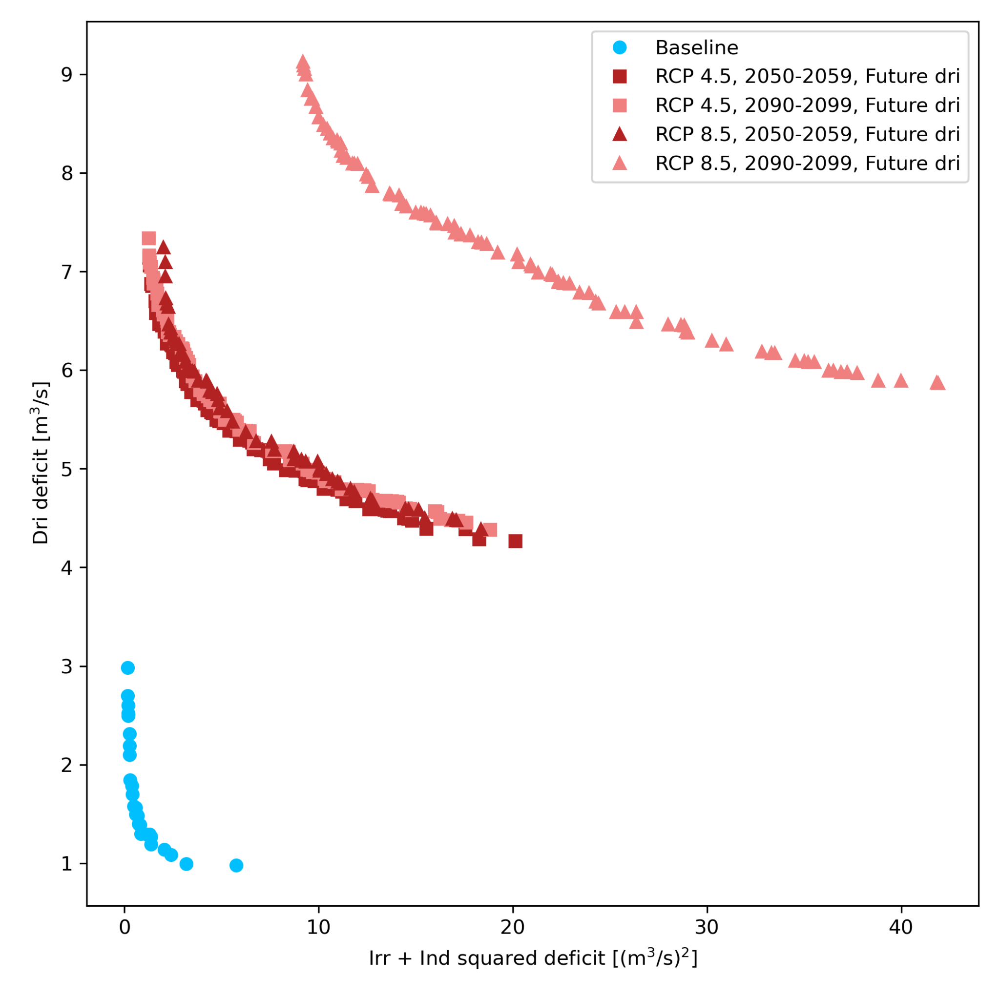 Baseline
RCP 4.5, 2050-2059, Future dri
RCP 4.5, 2090-2099, Future dri
RCP 8.5, 2050-2059, Future dri
RCP 8.5, 2090-2099, Future dri
9
8
7
6
5
4
3
2
1
Dri deficit [m³/s]
0 10 20 30 40
Irr + Ind squared deficit [(m³/s)²]